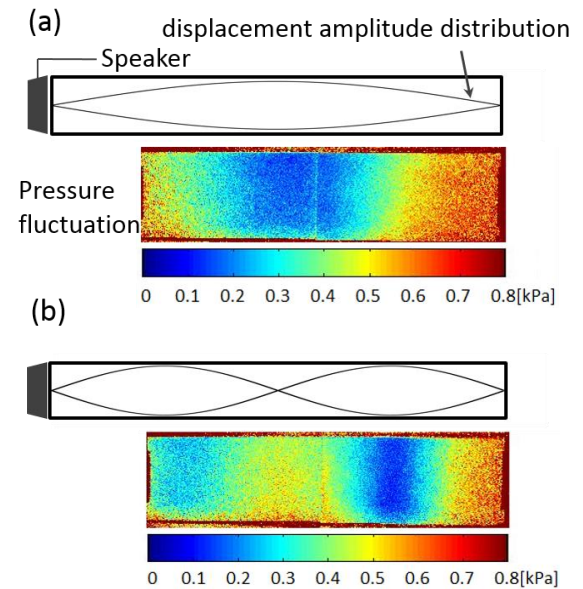 (a)
displacement amplitude distribution
Speaker
Pressure
fluctuation
0 0.1 0.2 0.3 0.4 0.5 0.6 0.7 0.8[kPa]
(b)
0 0.1 0.2 0.3 0.4 0.5 0.6 0.7 0.8[kPa]